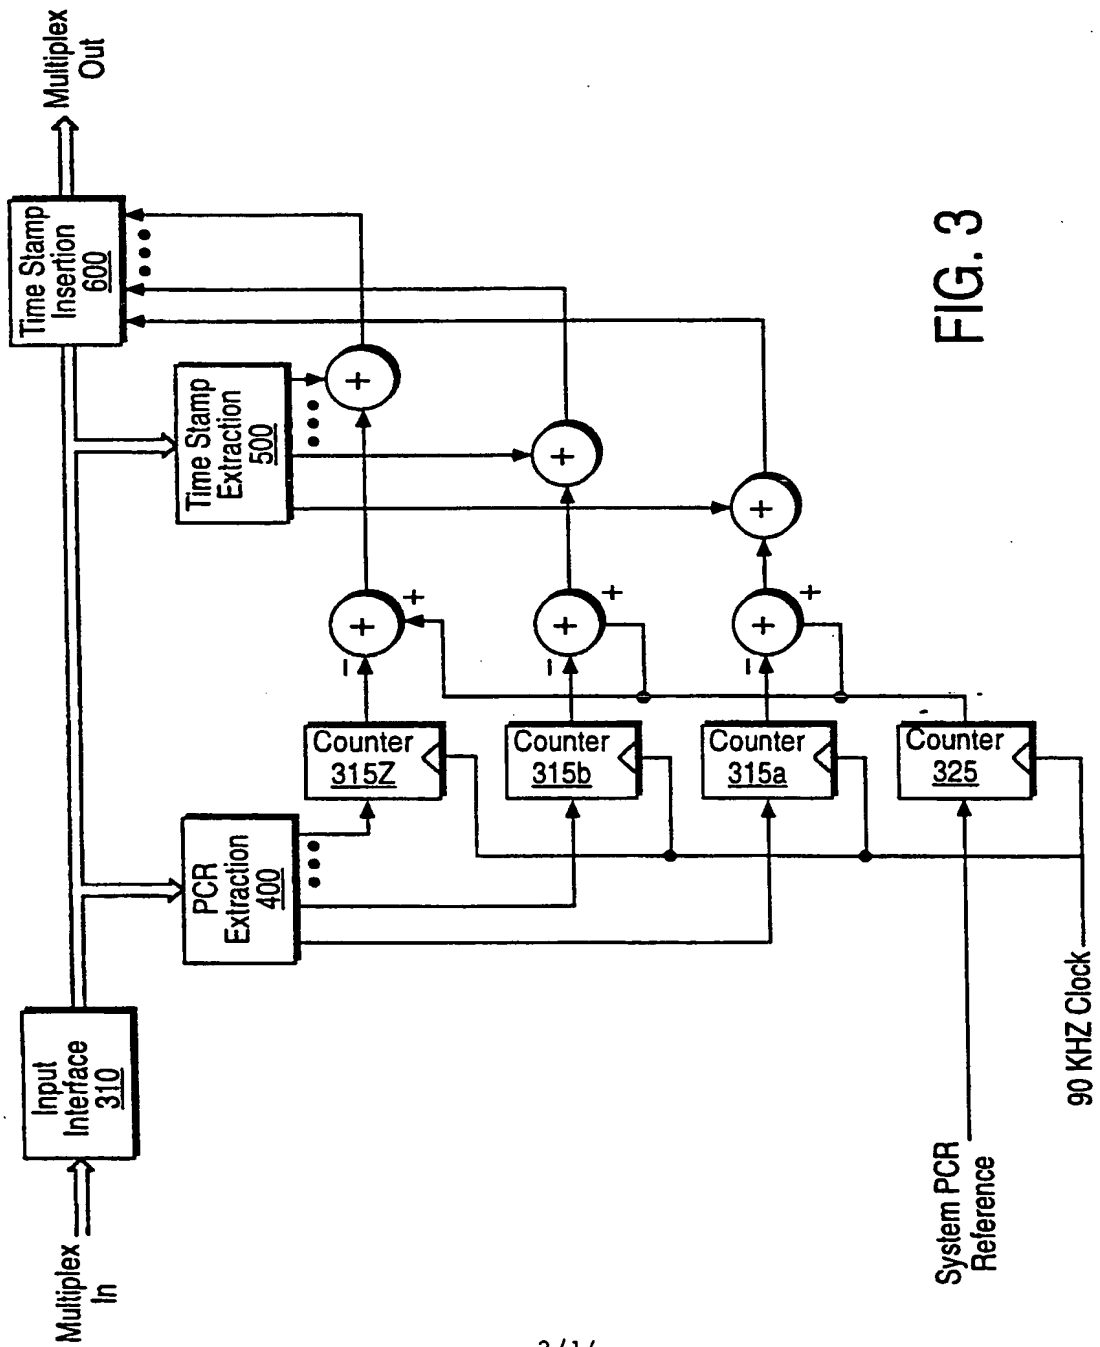 Multiplex
In
Input
Interface
310
PCR
Extraction
400
Time Stamp
Extraction
500
Time Stamp
Insertion
600
Multiplex
Out
Counter
315Z
Counter
315b
Counter
315a
Counter
325
−
+
+
+
−
+
+
+
−
+
+
+
System PCR
Reference
90 KHZ Clock
FIG. 3